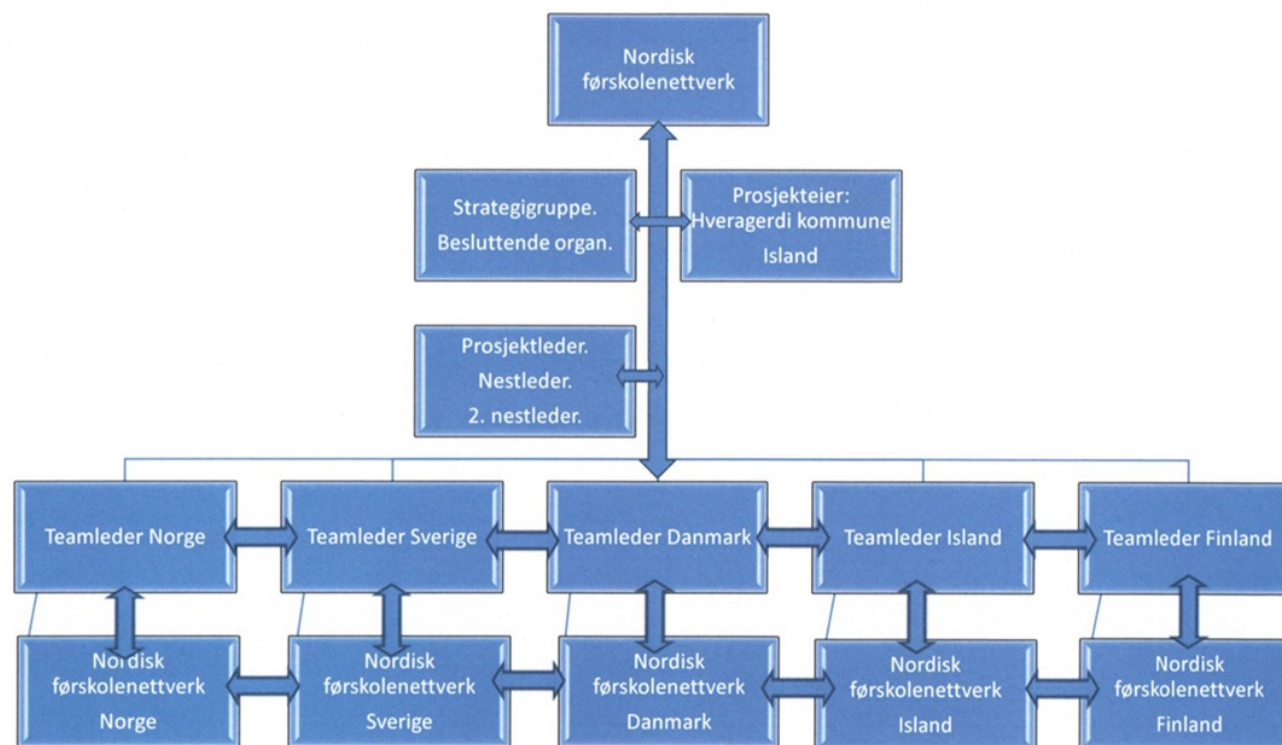 Nordisk
førskolenettverk
Strategigruppe.
Besluttende organ.
Prosjekteier:
Hveragerdi kommune
Island
Prosjektleder.
Nestleder.
2. nestleder.
Teamleder Norge
Teamleder Sverige
Teamleder Danmark
Teamleder Island
Teamleder Finland
Nordisk
førskolenettverk
Norge
Nordisk
førskolenettverk
Sverige
Nordisk
førskolenettverk
Danmark
Nordisk
førskolenettverk
Island
Nordisk
førskolenettverk
Finland